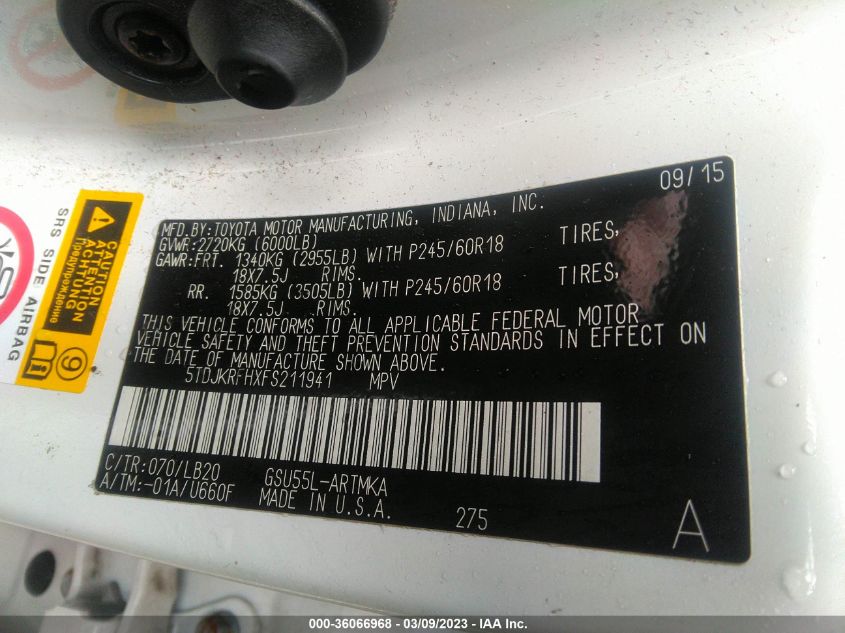 09/15
MFD.BY:TOYOTA MOTOR MANUFACTURING, INDIANA, INC.
GVWR:2720KG (6000LB)
GAWR:FRT. 1340KG (2955LB) WITH P245/60R18 TIRES,
18X7.5J RIMS.
RR. 1585KG (3505LB) WITH P245/60R18 TIRES,
18X7.5J RIMS.
THIS VEHICLE CONFORMS TO ALL APPLICABLE FEDERAL MOTOR
VEHICLE SAFETY AND THEFT PREVENTION STANDARDS IN EFFECT ON
THE DATE OF MANUFACTURE SHOWN ABOVE.
5TDJKRFHXFS211941 MPV
C/TR:070/LB20 GSU55L-ARTMKA
A/TM:-01A/U660F MADE IN U.S.A.
275
A
SRS SIDE AIRBAG
CAUTION
ATTENTION
ACHTUNG
Предупреждение
9
000-36066968 - 03/09/2023 - IAA Inc.